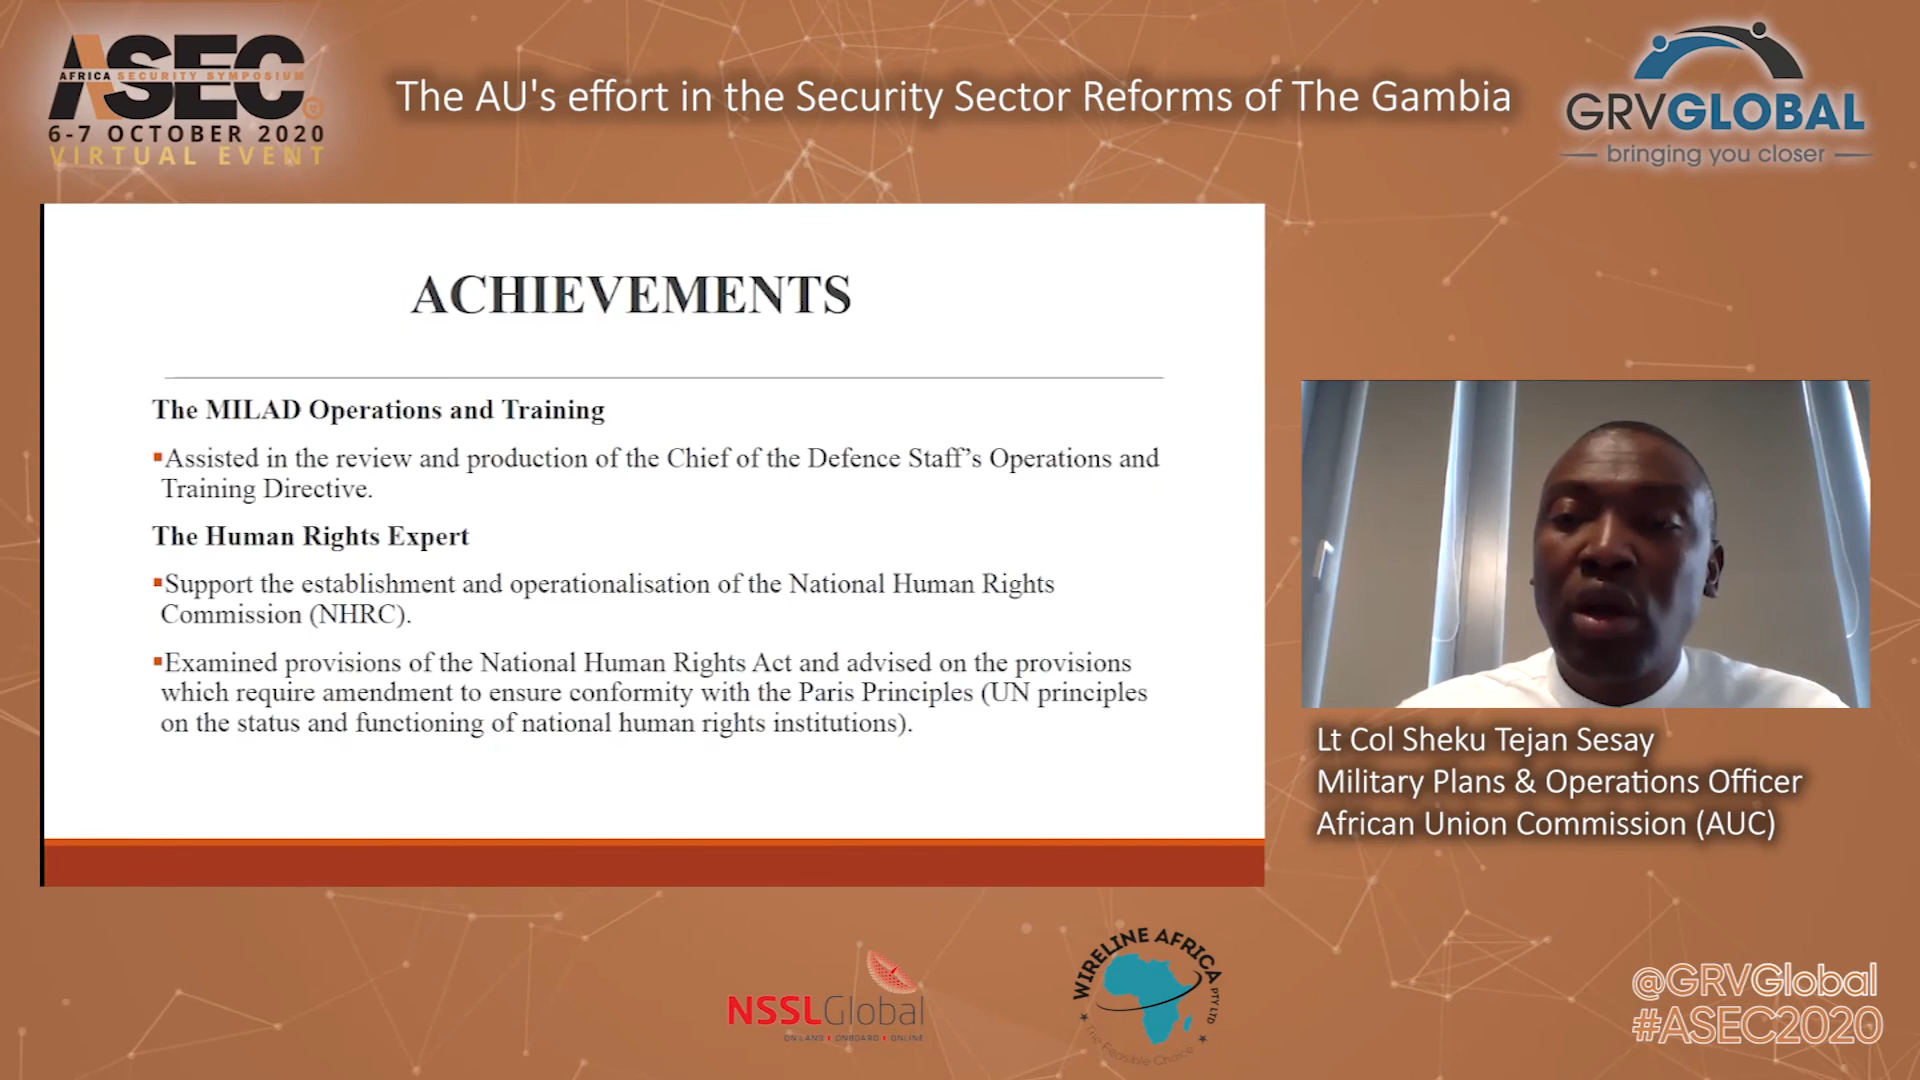 ASEC
AFRICA SECURITY SYMPOSIUM
6-7 OCTOBER 2020
VIRTUAL EVENT
The AU's effort in the Security Sector Reforms of The Gambia
GRVGLOBAL
bringing you closer
ACHIEVEMENTS
The MILAD Operations and Training
▪Assisted in the review and production of the Chief of the Defence Staff’s Operations and
Training Directive.
The Human Rights Expert
▪Support the establishment and operationalisation of the National Human Rights
Commission (NHRC).
▪Examined provisions of the National Human Rights Act and advised on the provisions
which require amendment to ensure conformity with the Paris Principles (UN principles
on the status and functioning of national human rights institutions).
Lt Col Sheku Tejan Sesay
Military Plans & Operations Officer
African Union Commission (AUC)
NSSLGlobal
ON LAND | ONBOARD | ONLINE
WIRELINE AFRICA
PTY LTD
The Feasible Choice
@GRVGlobal
#ASEC2020